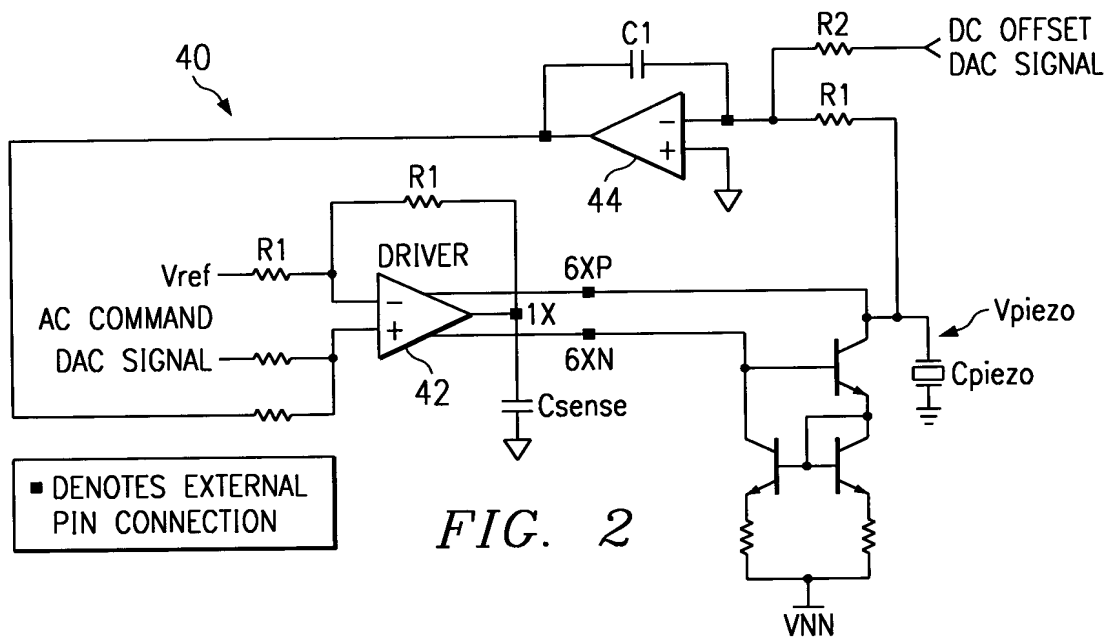 C1
R2
DC OFFSET
DAC SIGNAL
40
R1
−
+
44
R1
R1
DRIVER
Vref
6XP
−
1X
AC COMMAND
DAC SIGNAL
+
6XN
Vpiezo
42
Csense
Cpiezo
■ DENOTES EXTERNAL
PIN CONNECTION
FIG. 2
VNN